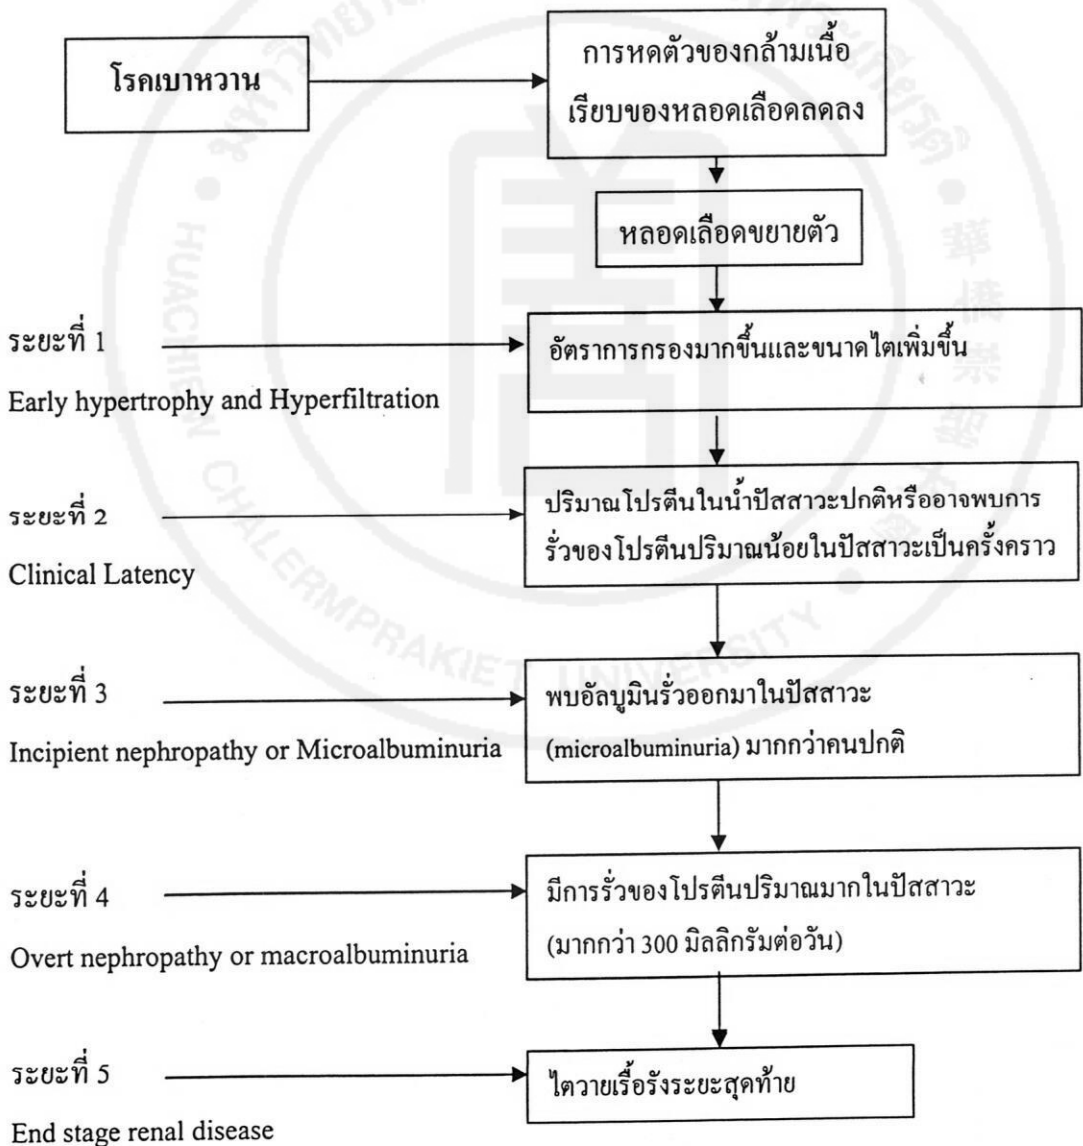 โรคเบาหวาน
การหดตัวของกล้ามเนื้อ
เรียบของหลอดเลือดลดลง
หลอดเลือดขยายตัว
ระยะที่ 1
Early hypertrophy and Hyperfiltration
อัตราการกรองมากขึ้นและขนาดไตเพิ่มขึ้น
ระยะที่ 2
Clinical Latency
ปริมาณโปรตีนในน้ำปัสสาวะปกติหรืออาจพบการ
รั่วของโปรตีนปริมาณน้อยในปัสสาวะเป็นครั้งคราว
ระยะที่ 3
Incipient nephropathy or Microalbuminuria
พบอัลบูมินรั่วออกมาในปัสสาวะ
(microalbuminuria) มากกว่าคนปกติ
ระยะที่ 4
Overt nephropathy or macroalbuminuria
มีการรั่วของโปรตีนปริมาณมากในปัสสาวะ
(มากกว่า 300 มิลลิกรัมต่อวัน)
ระยะที่ 5
End stage renal disease
ไตวายเรื้อรังระยะสุดท้าย
HUACHIEW CHALERMPRAKIET UNIVERSITY